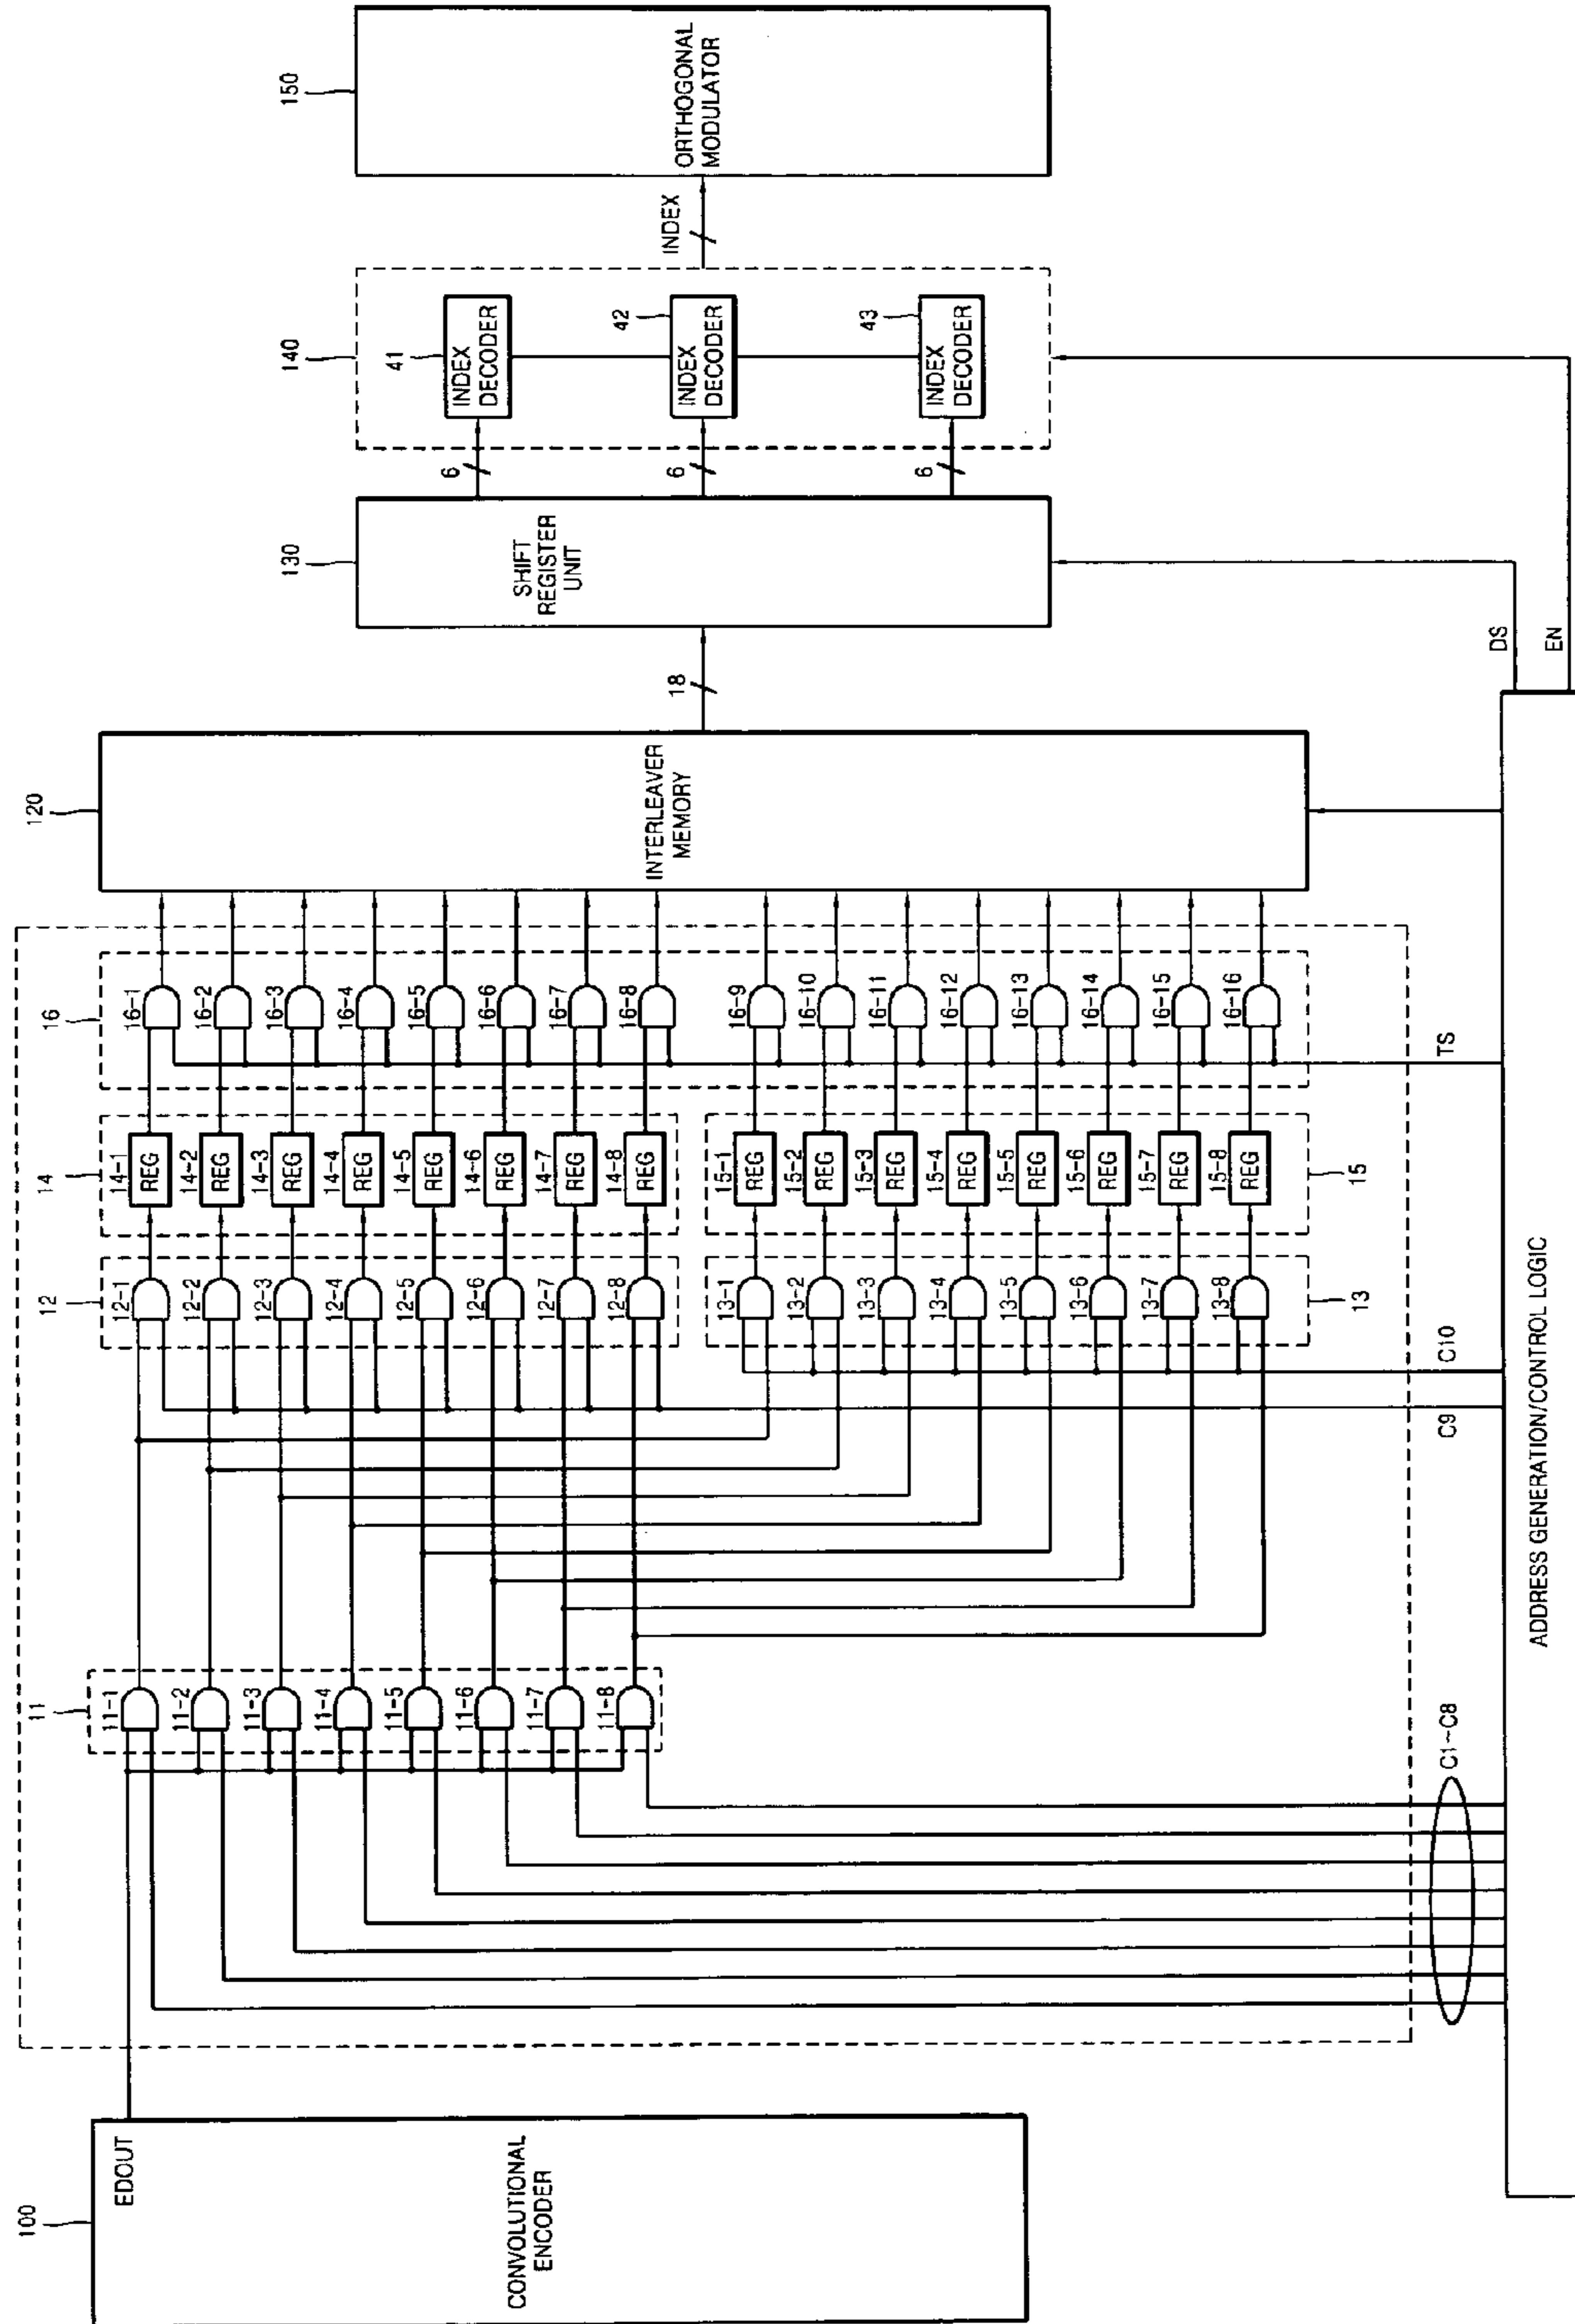 100
EDOUT
CONVOLUTIONAL
ENCODER
11
11-1
11-2
11-3
11-4
11-5
11-6
11-7
11-8
C1~C8
12
12-1
12-2
12-3
12-4
12-5
12-6
12-7
12-8
13-1
13-2
13-3
13-4
13-5
13-6
13-7
13-8
13
C9
C10
14
14-1
REG
14-2
REG
14-3
REG
14-4
REG
14-5
REG
14-6
REG
14-7
REG
14-8
REG
15-1
REG
15-2
REG
15-3
REG
15-4
REG
15-5
REG
15-6
REG
15-7
REG
15-8
REG
15
16
16-1
16-2
16-3
16-4
16-5
16-6
16-7
16-8
16-9
16-10
16-11
16-12
16-13
16-14
16-15
16-16
TS
120
INTERLEAVER
MEMORY
18
130
SHIFT
REGISTER
UNIT
6
6
6
140
41
INDEX
DECODER
42
INDEX
DECODER
43
INDEX
DECODER
INDEX
150
ORTHOGONAL
MODULATOR
DS
EN
ADDRESS GENERATION/CONTROL LOGIC